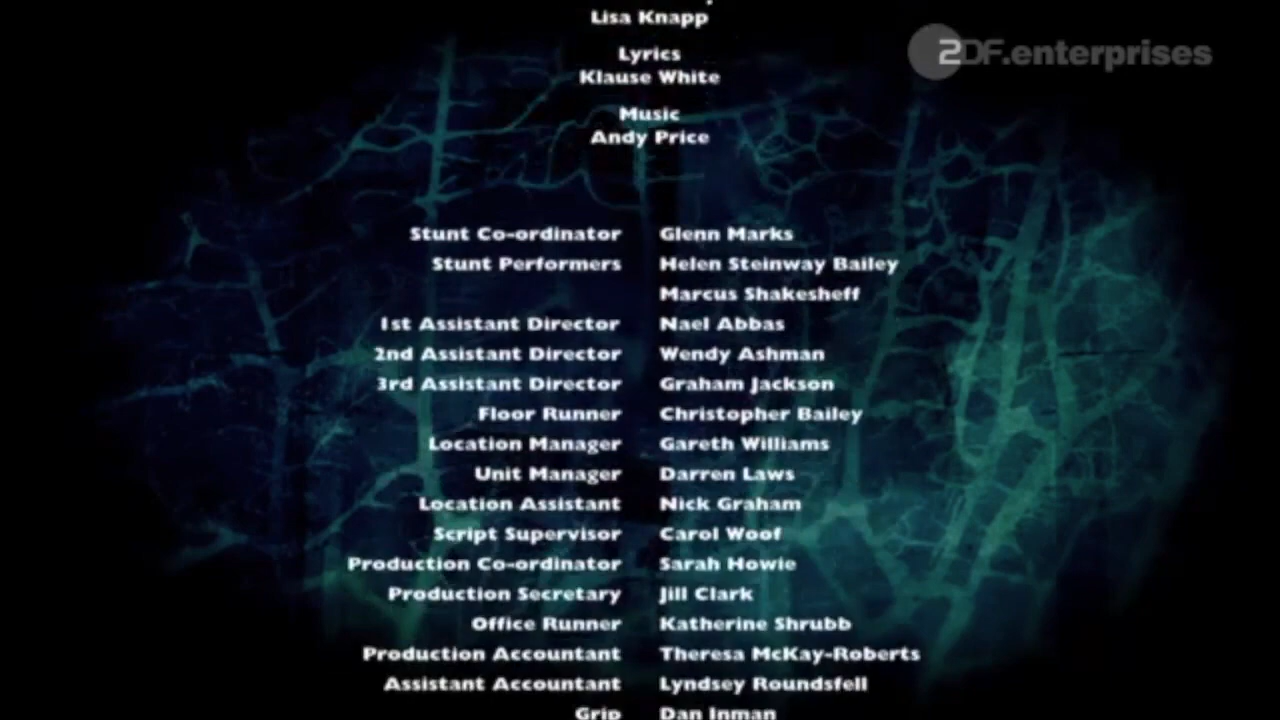 Lisa Knapp
ZDF.enterprises
Lyrics
Klause White
Music
Andy Price
Stunt Co-ordinator Glenn Marks
Stunt Performers Helen Steinway Bailey
Marcus Shakesheff
1st Assistant Director Nael Abbas
2nd Assistant Director Wendy Ashman
3rd Assistant Director Graham Jackson
Floor Runner Christopher Bailey
Location Manager Gareth Williams
Unit Manager Darren Laws
Location Assistant Nick Graham
Script Supervisor Carol Woof
Production Co-ordinator Sarah Howie
Production Secretary Jill Clark
Office Runner Katherine Shrubb
Production Accountant Theresa McKay-Roberts
Assistant Accountant Lyndsey Roundsfell
Grip Dan Inman